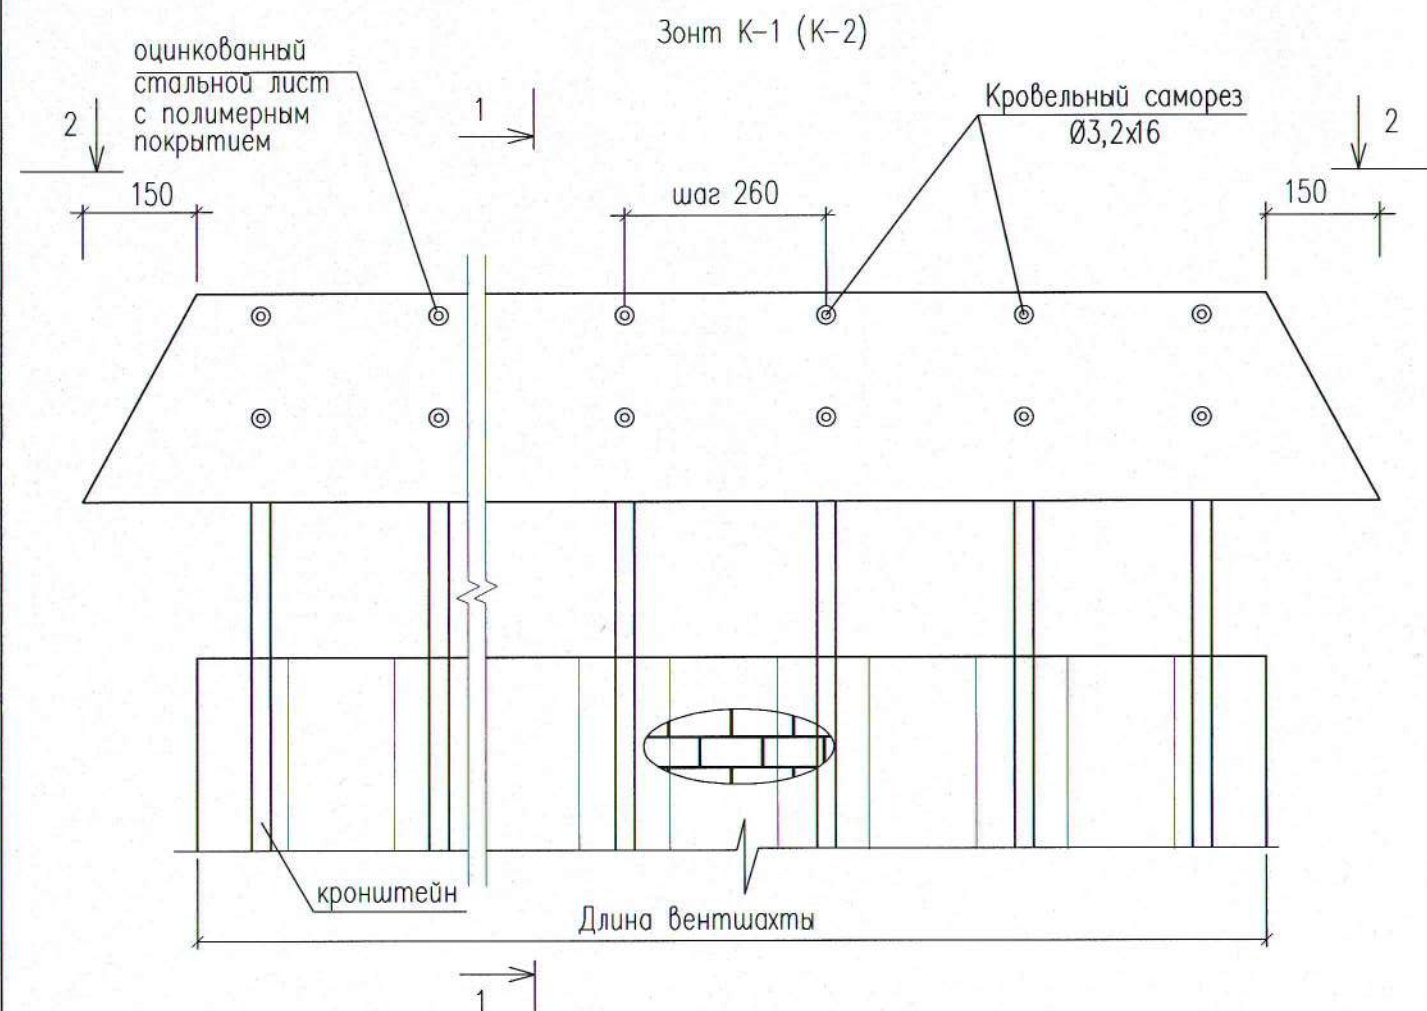 Зонт К-1 (К-2)
оцинкованный
стальной лист
с полимерным
покрытием
1
2
Кровельный саморез
Ø3,2х16
2
150
шаг 260
150
кронштейн
Длина вентшахты
1